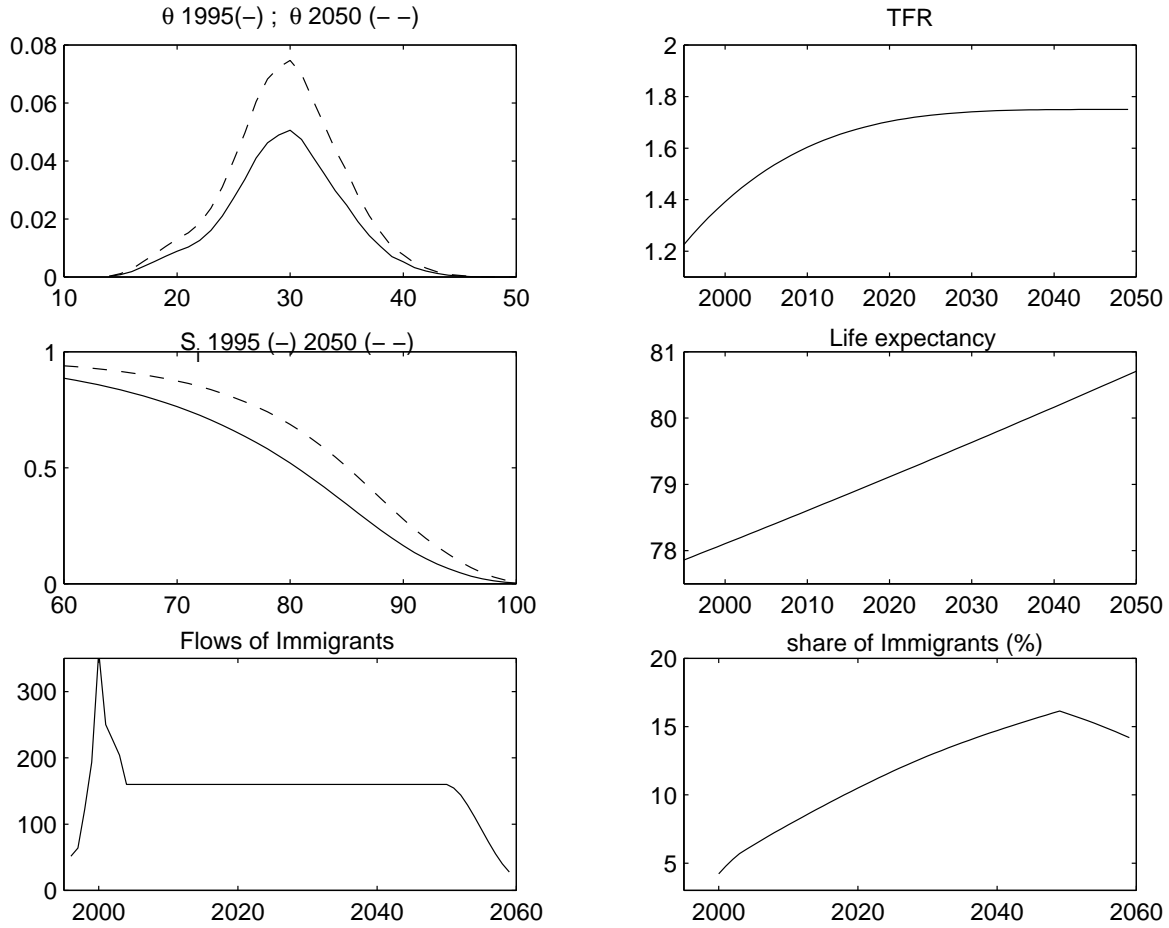 θ 1995(−) ; θ 2050 (− −)
0.08
0.06
0.04
0.02
0
10 20 30 40 50
TFR
2
1.8
1.6
1.4
1.2
2000 2010 2020 2030 2040 2050
S i 1995 (−) 2050 (− −)
1
0.5
0
60 70 80 90 100
Life expectancy
81
80
79
78
2000 2010 2020 2030 2040 2050
Flows of Immigrants
300
200
100
0
2000 2020 2040 2060
share of Immigrants (%)
20
15
10
5
2000 2020 2040 2060